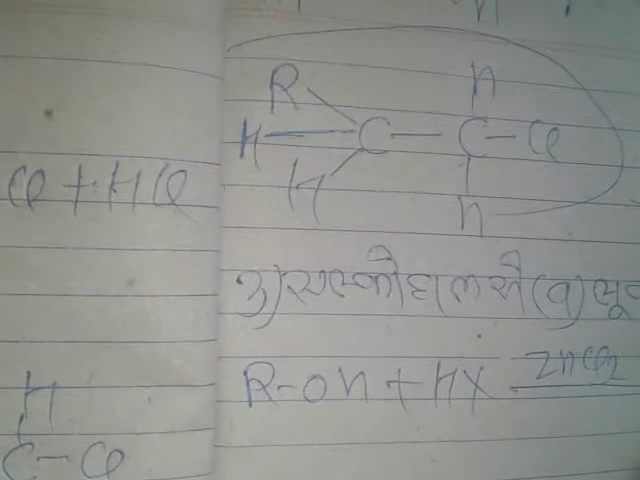 Cl + HCl
H
C-Cl
R H
H-C-C-Cl
H H
3) एल्कोहाल से (व) लू
R-OH + HX ZnCl2